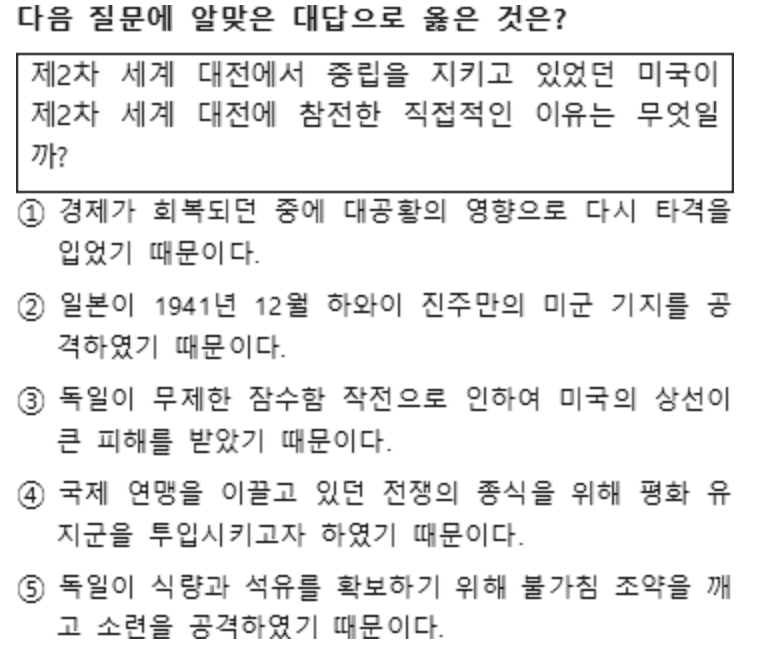 다음 질문에 알맞은 대답으로 옳은 것은?
제2차 세계 대전에서 중립을 지키고 있었던 미국이
제2차 세계 대전에 참전한 직접적인 이유는 무엇일
까?
① 경제가 회복되던 중에 대공황의 영향으로 다시 타격을
입었기 때문이다.
② 일본이 1941년 12월 하와이 진주만의 미군 기지를 공
격하였기 때문이다.
③ 독일이 무제한 잠수함 작전으로 인하여 미국의 상선이
큰 피해를 받았기 때문이다.
④ 국제 연맹을 이끌고 있던 전쟁의 종식을 위해 평화 유
지군을 투입시키고자 하였기 때문이다.
⑤ 독일이 식량과 석유를 확보하기 위해 불가침 조약을 깨
고 소련을 공격하였기 때문이다.